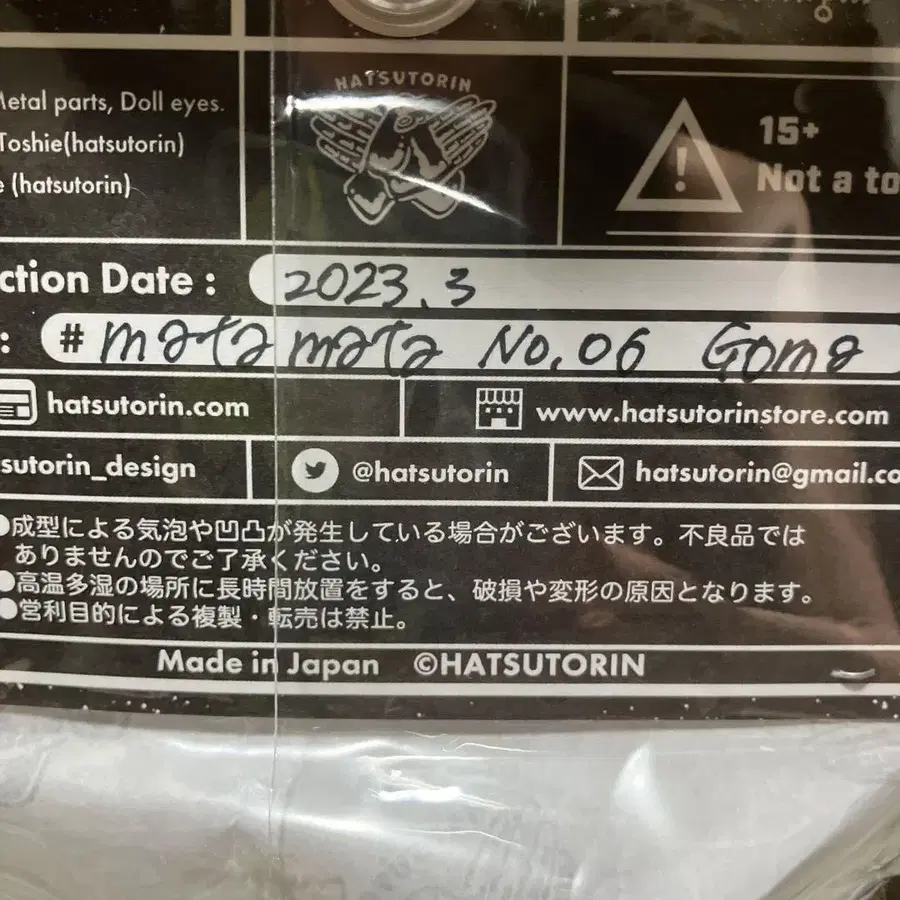 Metal parts, Doll eyes.
Toshie(hatsutorin)
e (hatsutorin)
HATSUTORIN
!
15+
Not a to
ction Date : 2023.3
: # matamata No.06 Goma
hatsutorin.com
www.hatsutorinstore.com
sutorin_design
@hatsutorin
hatsutorin@gmail.co
●成型による気泡や凹凸が発生している場合がございます。不良品では
ありませんのでご了承ください。
●高温多湿の場所に長時間放置をすると、破損や変形の原因となります。
●営利目的による複製・転売は禁止。
Made in Japan ©HATSUTORIN